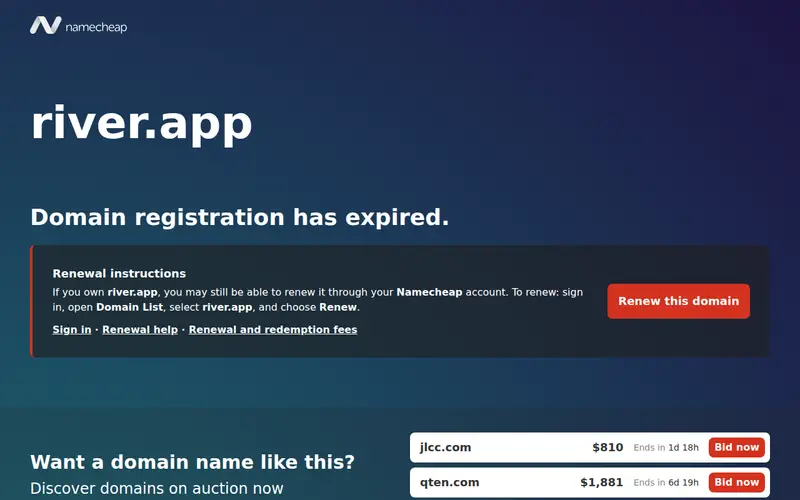 namecheap
river.app
Domain registration has expired.
Renewal instructions
If you own river.app, you may still be able to renew it through your Namecheap account. To renew: sign
in, open Domain List, select river.app, and choose Renew.
Sign in · Renewal help · Renewal and redemption fees
Renew this domain
Want a domain name like this?
Discover domains on auction now
jlcc.com $810 Ends in 1d 18h Bid now
qten.com $1,881 Ends in 6d 19h Bid now